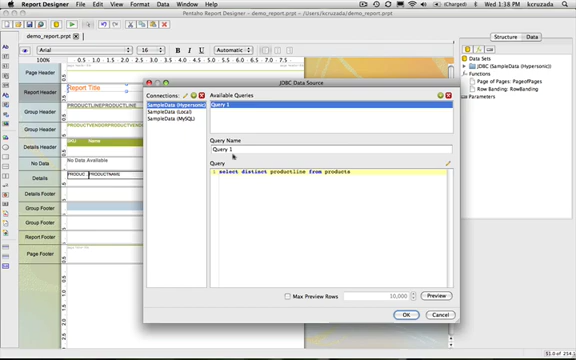 Report Designer File Edit View Insert Format Data Window Help (Charged) Wed 1:38 PM kcruzada
Pentaho Report Designer - demo_report.prpt - (/Users/kcruzada/Desktop/demo_report.prpt)
demo_report.prpt
Arial 16 B I U Automatic
Structure Data
100%
Page Header
Report Header
Report Title
Group Header
PRODUCTLINE
Group Header
Details Header
SKU Name
No Data
No Data Available
Details
PRODUCTNAME
Details Footer
Group Footer
Group Footer
Report Footer
Page Footer
Data Sets
JDBC (SampleData (Hypersonic))
Functions
Page of Pages: PageofPages
Row Banding: RowBanding
Parameters
JDBC Data Source
Connections:
SampleData (Hypersonic)
SampleData (Local)
SampleData (MySQL)
Available Queries
Query 1
Query Name
Query 1
Query
1 select distinct productline from products
Max Preview Rows 10,000 Preview
OK Cancel